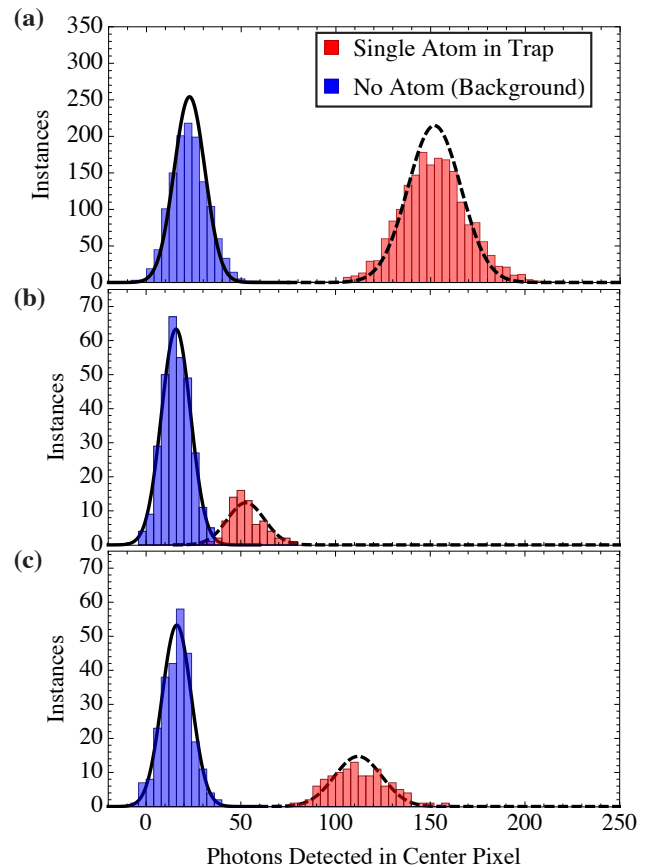 (a)
350
300
250
200
150
100
50
0
Instances
Single Atom in Trap
No Atom (Background)
(b)
70
60
50
40
30
20
10
0
Instances
(c)
70
60
50
40
30
20
10
0
Instances
0 50 100 150 200 250
Photons Detected in Center Pixel